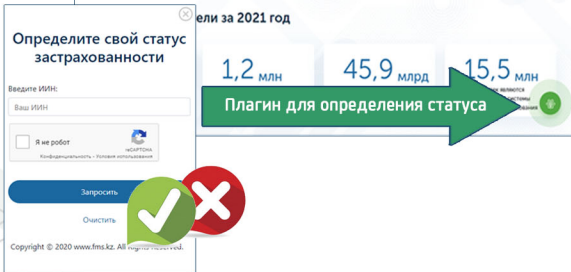 Определите свой статус
застрахованности
Введите ИИН:
Ваш ИИН
Я не робот
reCAPTCHA
Конфиденциальность - Условия использования
Запросить
Очистить
Copyright © 2020 www.fms.kz. All Rights Reserved.
ели за 2021 год
1,2 млн
45,9 млрд
15,5 млн
являются
системы
Плагин для определения статуса